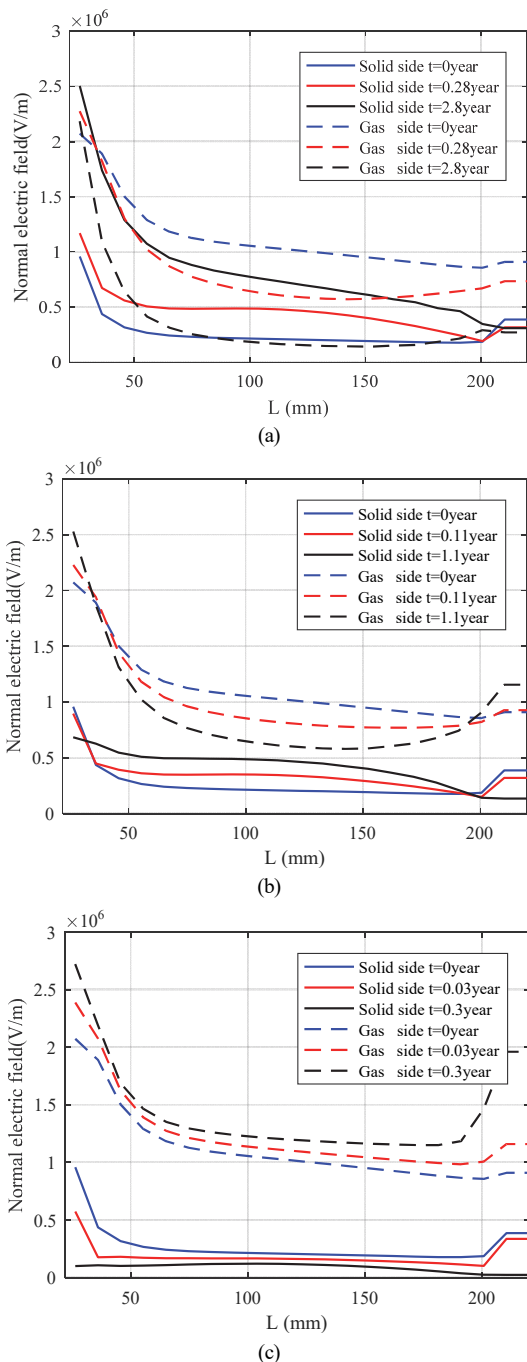 ×10⁶
3
2.5
2
1.5
1
0.5
0
Normal electric field(V/m)
Solid side t=0year
Solid side t=0.28year
Solid side t=2.8year
Gas side t=0year
Gas side t=0.28year
Gas side t=2.8year
50 100 150 200
L (mm)
(a)
×10⁶
3
2.5
2
1.5
1
0.5
0
Normal electric field(V/m)
Solid side t=0year
Solid side t=0.11year
Solid side t=1.1year
Gas side t=0year
Gas side t=0.11year
Gas side t=1.1year
50 100 150 200
L (mm)
(b)
×10⁶
3
2.5
2
1.5
1
0.5
0
Normal electric field(V/m)
Solid side t=0year
Solid side t=0.03year
Solid side t=0.3year
Gas side t=0year
Gas side t=0.03year
Gas side t=0.3year
50 100 150 200
L (mm)
(c)